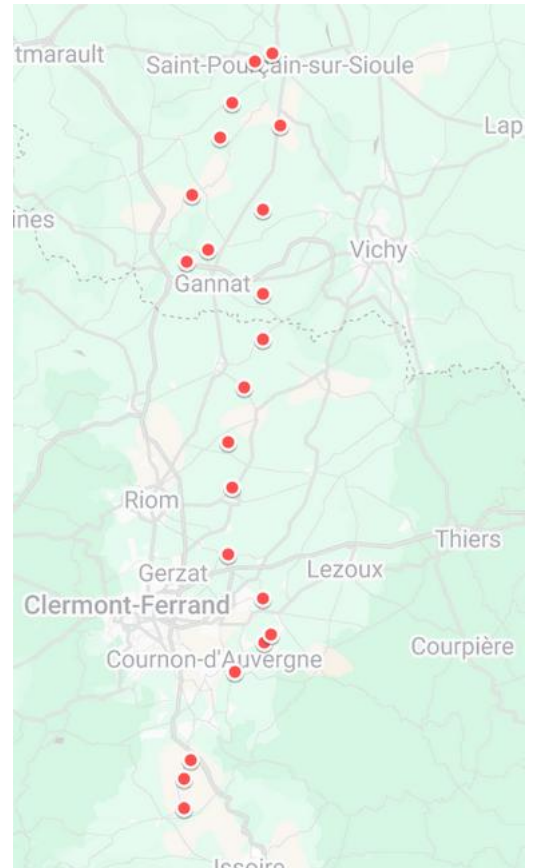 tmarault
Saint-Pourçain-sur-Sioule
Lap
ines
Vichy
Gannat
Riom
Thiers
Gerzat
Lezoux
Clermont-Ferrand
Courpière
Cournon-d'Auvergne
Issoire